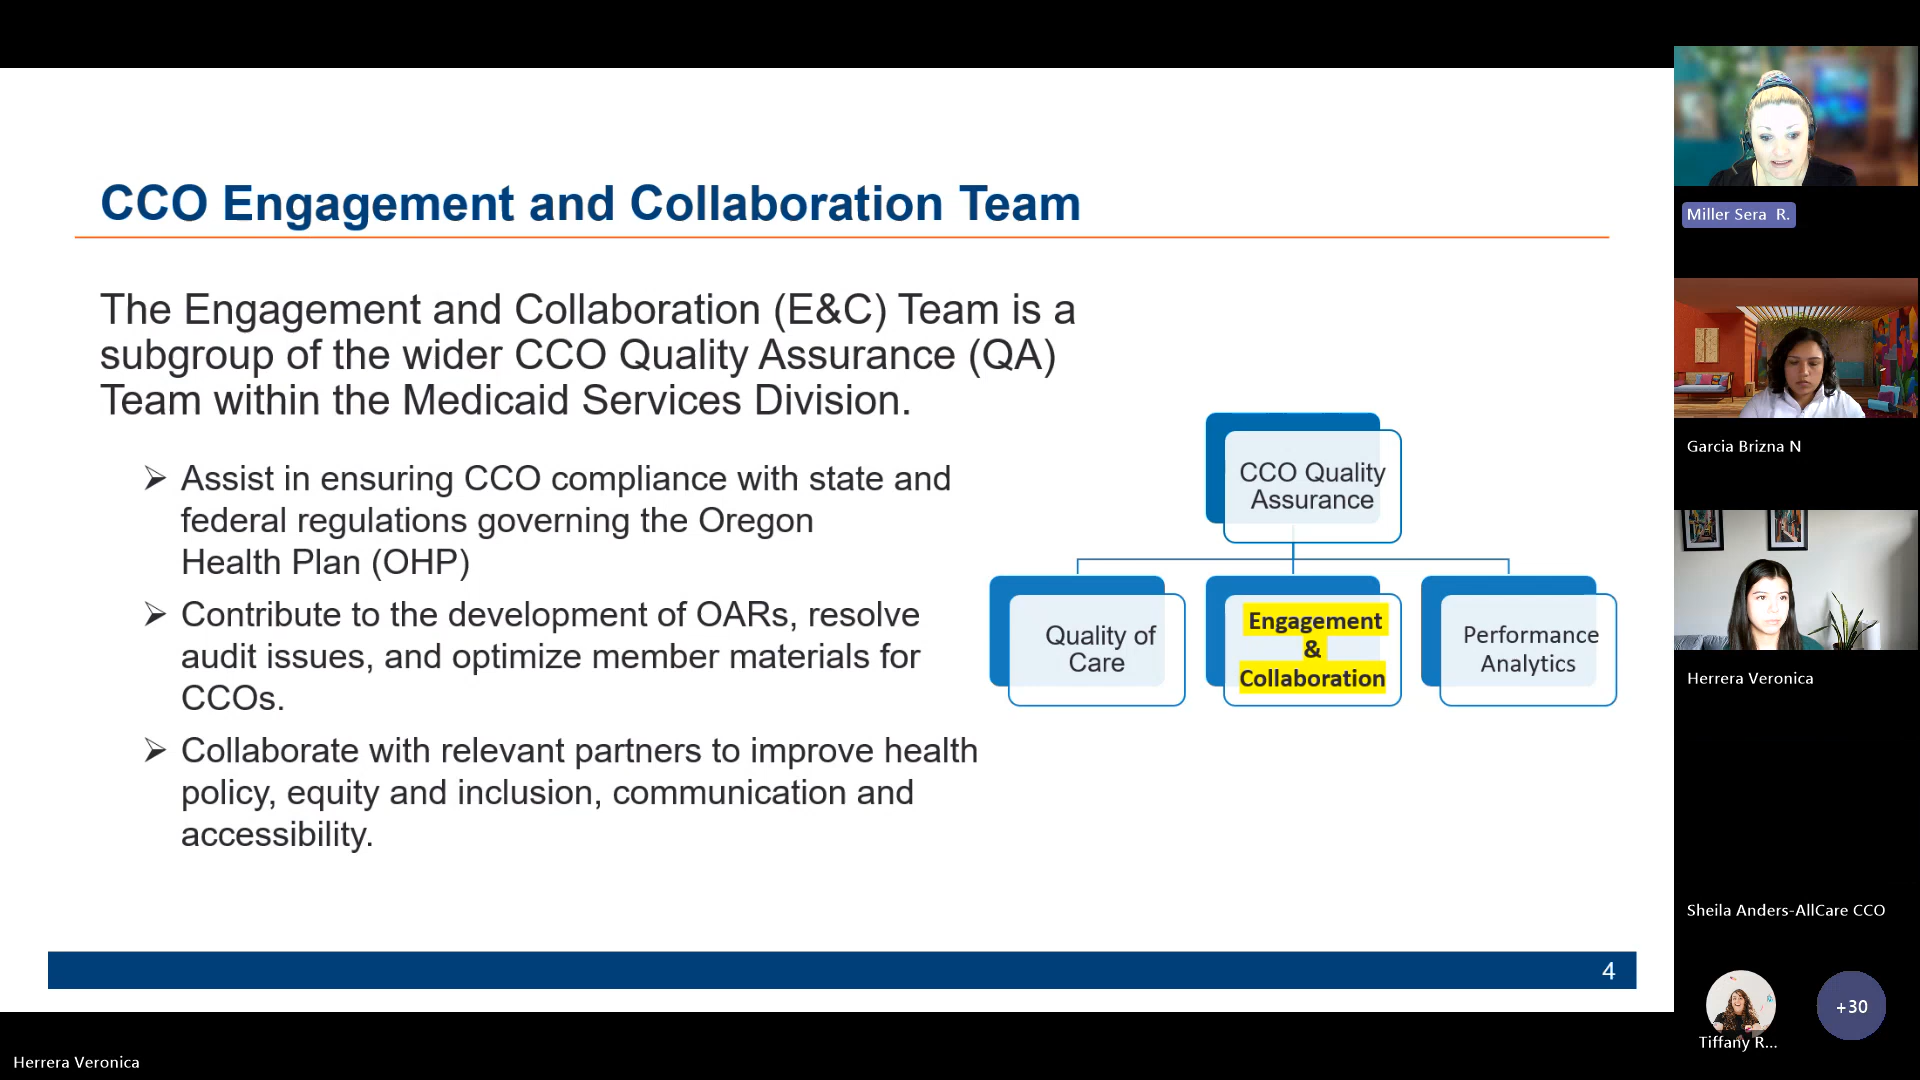 CCO Engagement and Collaboration Team
The Engagement and Collaboration (E&C) Team is a
subgroup of the wider CCO Quality Assurance (QA)
Team within the Medicaid Services Division.
Assist in ensuring CCO compliance with state and
federal regulations governing the Oregon
Health Plan (OHP)
Contribute to the development of OARs, resolve
audit issues, and optimize member materials for
CCOs.
Collaborate with relevant partners to improve health
policy, equity and inclusion, communication and
accessibility.
CCO Quality
Assurance
Quality of
Care
Engagement
&
Collaboration
Performance
Analytics
4
Miller Sera R.
Garcia Brizna N
Herrera Veronica
Sheila Anders-AllCare CCO
Tiffany R...
+30
Herrera Veronica